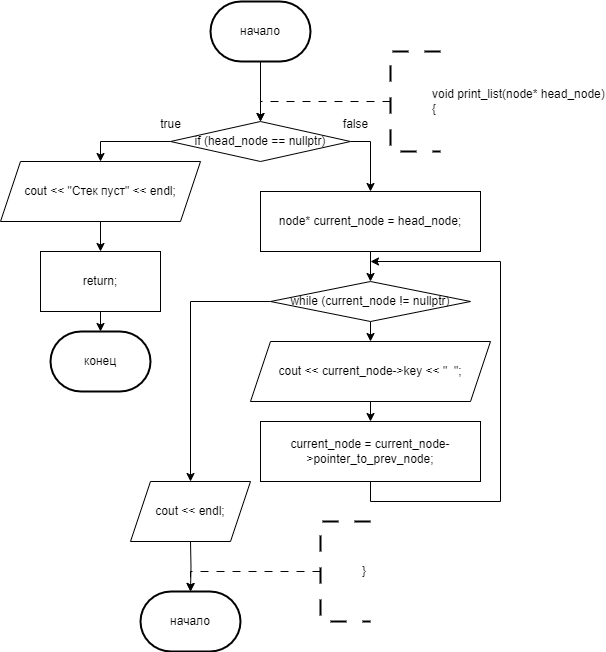 начало
void print_list(node* head_node)
{
true
false
if (head_node == nullptr)
cout << "Стек пуст" << endl;
node* current_node = head_node;
return;
while (current_node != nullptr)
конец
cout << current_node->key << "  ";
current_node = current_node-
>pointer_to_prev_node;
cout << endl;
}
начало